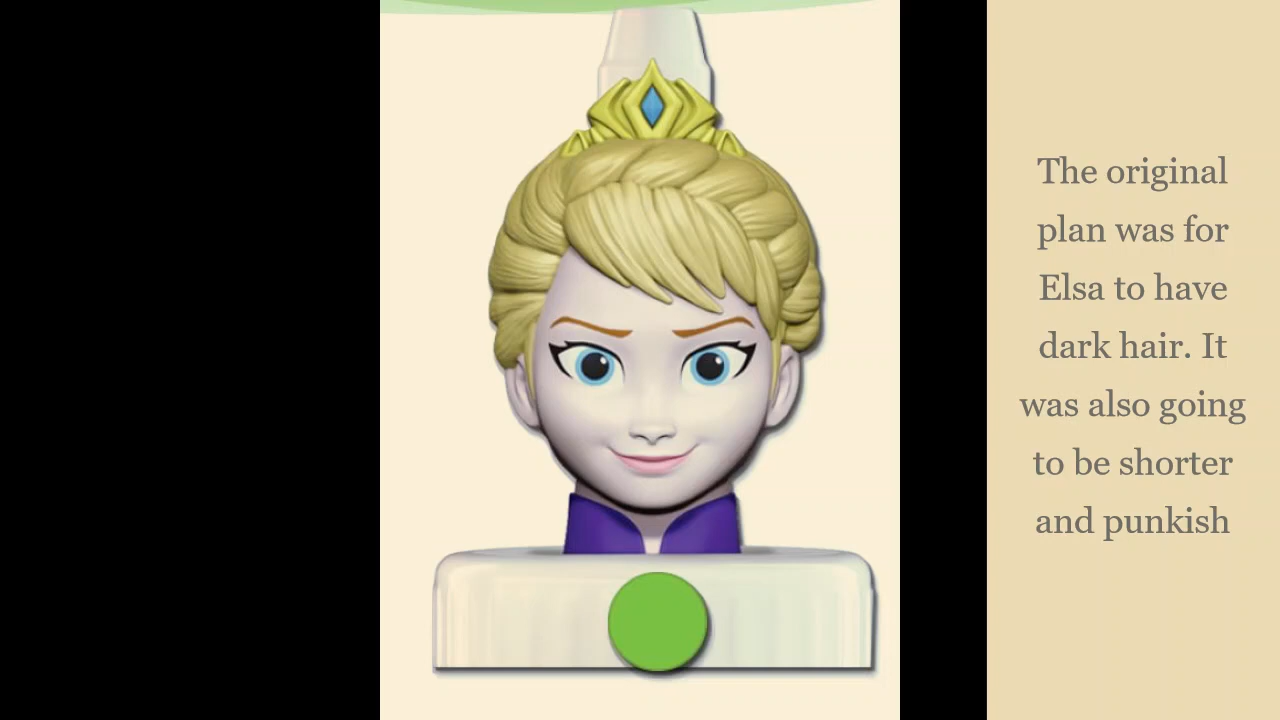 The original
plan was for
Elsa to have
dark hair. It
was also going
to be shorter
and punkish